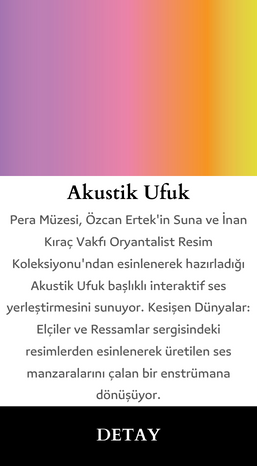 Akustik Ufuk
Pera Müzesi, Özcan Ertek'in Suna ve İnan
Kıraç Vakfı Oryantalist Resim
Koleksiyonu'ndan esinlenerek hazırladığı
Akustik Ufuk başlıklı interaktif ses
yerleştirmesini sunuyor. Kesişen Dünyalar:
Elçiler ve Ressamlar sergisindeki
resimlerden esinlenerek üretilen ses
manzaralarını çalan bir enstrümana
dönüşüyor.
DETAY